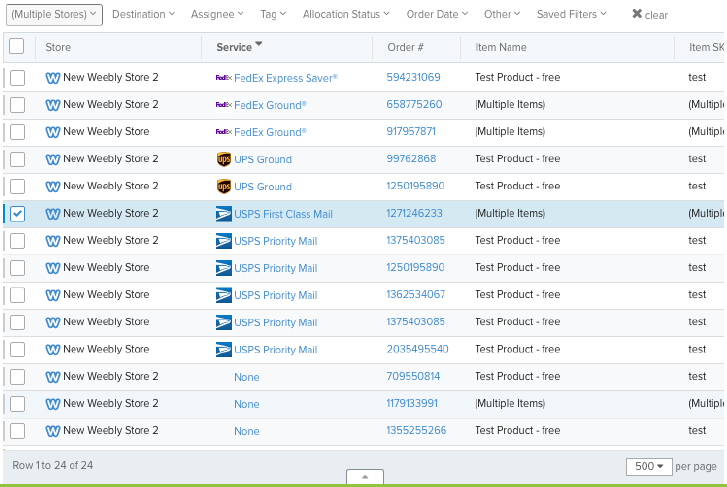 (Multiple Stores) Destination Assignee Tag Allocation Status Order Date Other Saved Filters clear
Store Service Order # Item Name Item SK
New Weebly Store 2 FedEx FedEx Express Saver® 594231069 Test Product - free test
New Weebly Store 2 FedEx FedEx Ground® 658775260 (Multiple Items) (Multipl
New Weebly Store FedEx FedEx Ground® 917957871 (Multiple Items) (Multipl
New Weebly Store 2 ups UPS Ground 99762868 Test Product - free test
New Weebly Store 2 ups UPS Ground 1250195890 Test Product - free test
New Weebly Store 2 USPS First Class Mail 1271246233 (Multiple Items) (Multipl
New Weebly Store 2 USPS Priority Mail 1375403085 Test Product - free test
New Weebly Store USPS Priority Mail 1250195890 Test Product - free test
New Weebly Store USPS Priority Mail 1362534067 Test Product - free test
New Weebly Store USPS Priority Mail 1375403085 Test Product - free test
New Weebly Store USPS Priority Mail 2035495540 Test Product - free test
New Weebly Store 2 None 709550814 Test Product - free test
New Weebly Store 2 None 1179133991 (Multiple Items) (Multipl
New Weebly Store 2 None 1355255266 Test Product - free test
Row 1 to 24 of 24 500 per page